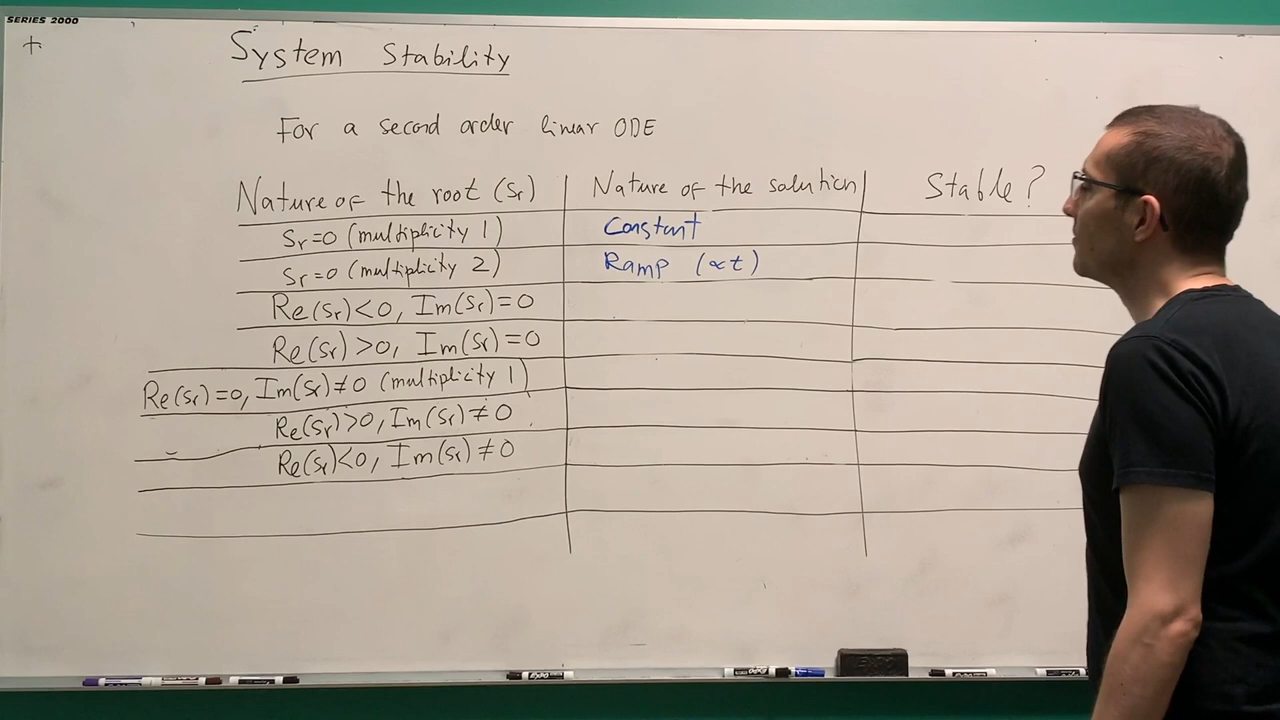 SERIES 2000
+
System Stability
For a second order linear ODE
Nature of the root (Sr) Nature of the solution Stable?
Sr=0 (multiplicity 1) Constant
Sr=0 (multiplicity 2) Ramp (∝t)
Re(Sr)<0, Im(Sr)=0
Re(Sr)>0, Im(Sr)=0
Re(Sr)=0, Im(Sr)≠0 (multiplicity 1)
Re(Sr)>0, Im(Sr)≠0
Re(Sr)<0, Im(Sr)≠0